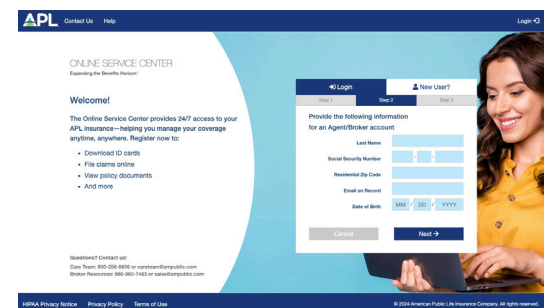 APL Contact Us Help Login
ONLINE SERVICE CENTER
Expanding the Benefits Horizon
Welcome!
The Online Service Center provides 24/7 access to your
APL insurance—helping you manage your coverage
anytime, anywhere. Register now to:
• Download ID cards
• File claims online
• View policy documents
• And more
Questions? Contact us!
Care Team: 800-256-8606 or careteam@ampublic.com
Broker Resources: 866-980-7483 or sales@ampublic.com
Login New User?
Step 1 Step 2 Step 3
Provide the following information
for an Agent/Broker account
Last Name
Social Security Number - -
Residential Zip Code
Email on Record
Date of Birth MM / DD / YYYY
Cancel Next →
HIPAA Privacy Notice Privacy Policy Terms of Use © 2024 American Public Life Insurance Company. All rights reserved.